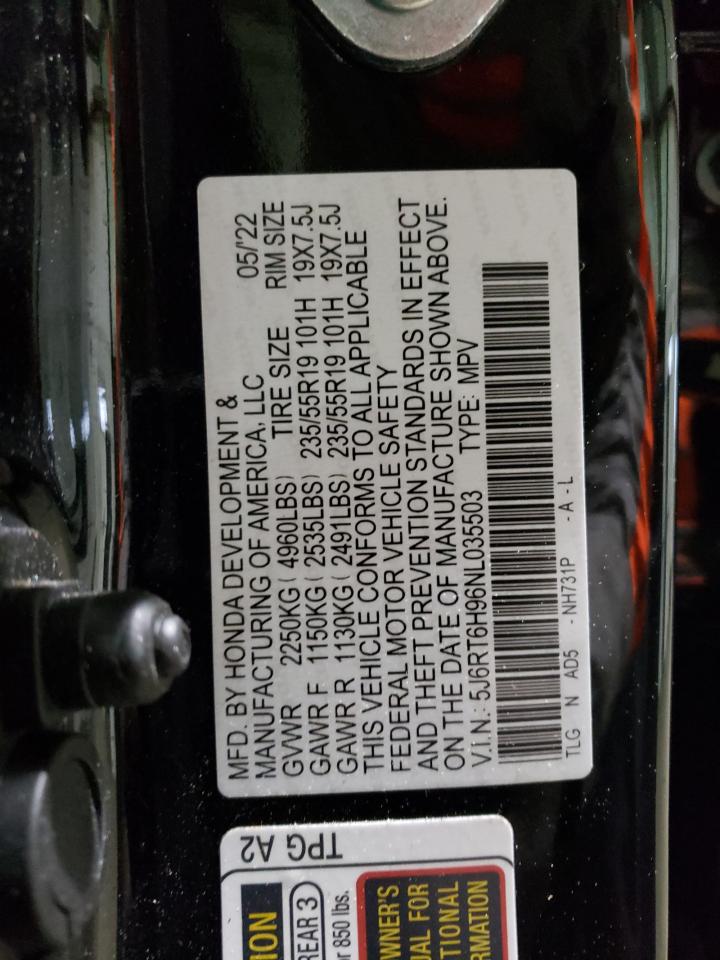 MFD. BY HONDA DEVELOPMENT & 05/'22
MANUFACTURING OF AMERICA, LLC
GVWR 2250KG(4960LBS) TIRE SIZE RIM SIZE
GAWR F 1150KG(2535LBS) 235/55R19 101H 19X7.5J
GAWR R 1130KG(2491LBS) 235/55R19 101H 19X7.5J
THIS VEHICLE CONFORMS TO ALL APPLICABLE
FEDERAL MOTOR VEHICLE SAFETY
AND THEFT PREVENTION STANDARDS IN EFFECT
ON THE DATE OF MANUFACTURE SHOWN ABOVE.
V.I.N.: 5J6RT6H96NL035503 TYPE: MPV
TLG N AD5 -NH731P -A-L
TPG A2
ION
REAR 3
or 850 lbs.
WNER'S
UAL FOR
TIONAL
RMATION